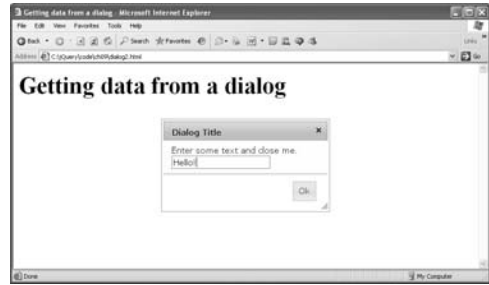 Getting data from a dialog - Microsoft Internet Explorer
File Edit View Favorites Tools Help
Back Search Favorites
Address C:\jQuery\code\ch09\dialog2.html Go Links
Getting data from a dialog
Dialog Title ×
Enter some text and close me.
Hello!
Ok
Done My Computer